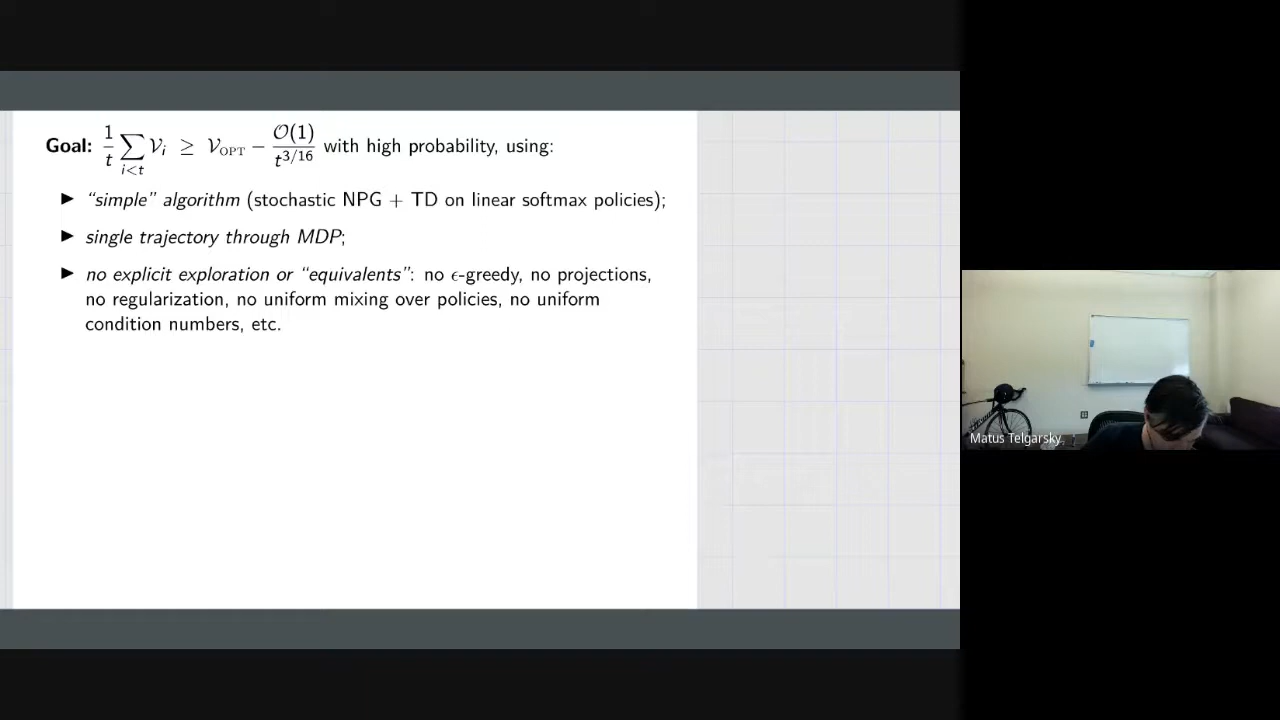 Goal: $\frac{1}{t} \sum_{i<t} \mathcal{V}_i \geq \mathcal{V}_{\text{OPT}} - \frac{\mathcal{O}(1)}{t^{3/16}}$ with high probability, using:
▶ “simple” algorithm (stochastic NPG + TD on linear softmax policies);
▶ single trajectory through MDP;
▶ no explicit exploration or “equivalents”: no ϵ-greedy, no projections,
no regularization, no uniform mixing over policies, no uniform
condition numbers, etc.
Matus Telgarsky